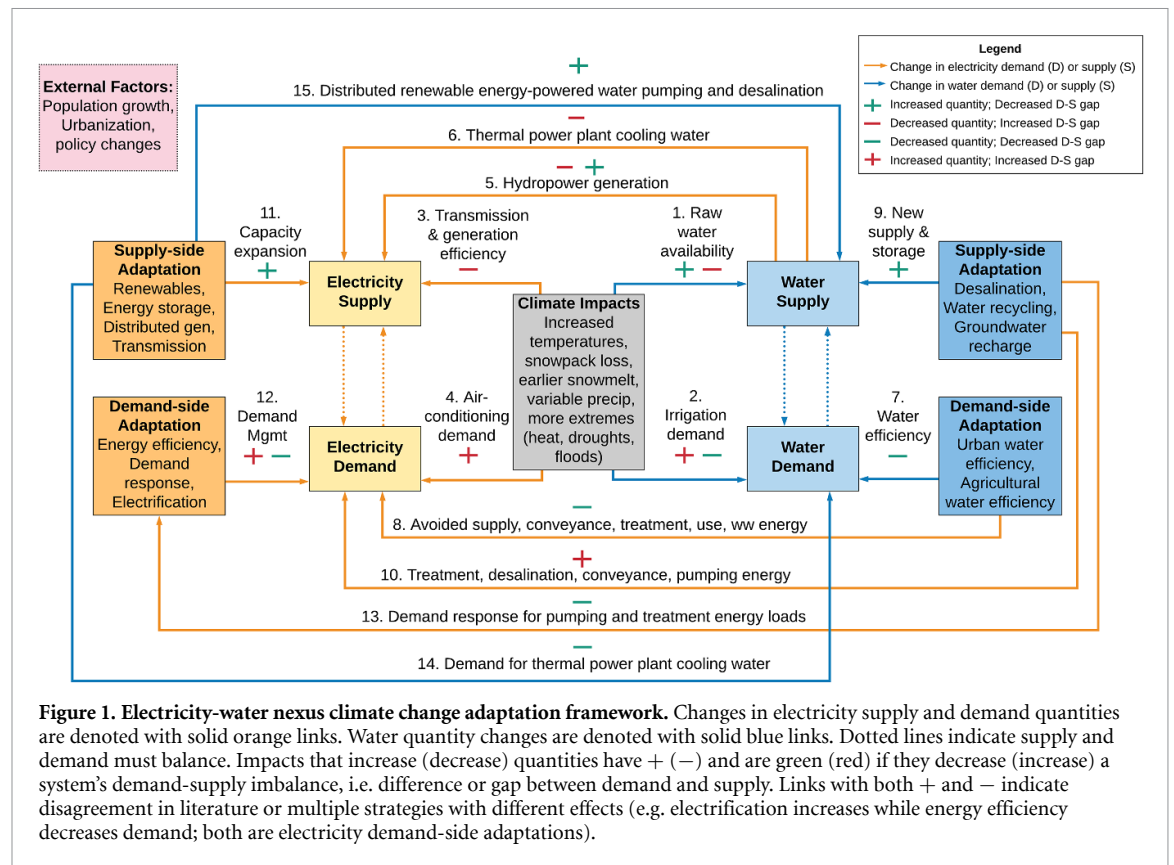 External Factors:
Population growth,
Urbanization,
policy changes
+
15. Distributed renewable energy-powered water pumping and desalination
−
6. Thermal power plant cooling water
− +
5. Hydropower generation
Legend
Change in electricity demand (D) or supply (S)
Change in water demand (D) or supply (S)
+ Increased quantity; Decreased D-S gap
− Decreased quantity; Increased D-S gap
− Decreased quantity; Decreased D-S gap
+ Increased quantity; Increased D-S gap
Supply-side
Adaptation
Renewables,
Energy storage,
Distributed gen,
Transmission
11.
Capacity
expansion
+
Electricity
Supply
3. Transmission
& generation
efficiency
−
Climate Impacts
Increased
temperatures,
snowpack loss,
earlier snowmelt,
variable precip,
more extremes
(heat, droughts,
floods)
1. Raw
water
availability
+ −
Water
Supply
9. New
supply &
storage
+
Supply-side
Adaptation
Desalination,
Water recycling,
Groundwater
recharge
Demand-side
Adaptation
Energy efficiency,
Demand
response,
Electrification
12.
Demand
Mgmt
+ −
Electricity
Demand
4. Air-
conditioning
demand
+
2.
Irrigation
demand
+ −
Water
Demand
7.
Water
efficiency
−
Demand-side
Adaptation
Urban water
efficiency,
Agricultural
water efficiency
−
8. Avoided supply, conveyance, treatment, use, ww energy
+
10. Treatment, desalination, conveyance, pumping energy
−
13. Demand response for pumping and treatment energy loads
−
14. Demand for thermal power plant cooling water
Figure 1. Electricity-water nexus climate change adaptation framework. Changes in electricity supply and demand quantities
are denoted with solid orange links. Water quantity changes are denoted with solid blue links. Dotted lines indicate supply and
demand must balance. Impacts that increase (decrease) quantities have + (−) and are green (red) if they decrease (increase) a
system's demand-supply imbalance, i.e. difference or gap between demand and supply. Links with both + and − indicate
disagreement in literature or multiple strategies with different effects (e.g. electrification increases while energy efficiency
decreases demand; both are electricity demand-side adaptations).